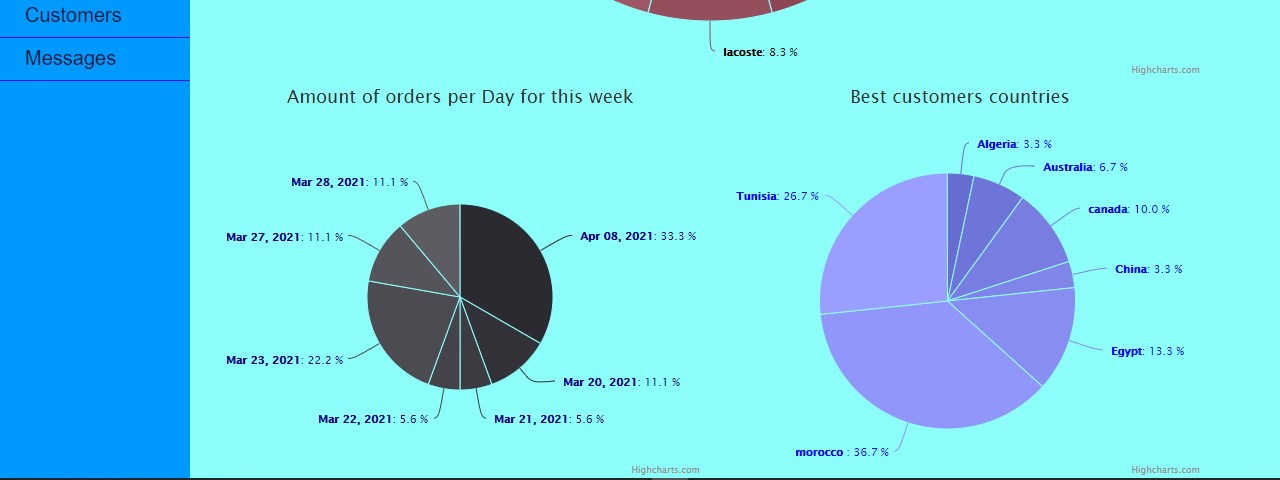 Customers
Messages
lacoste: 8.3 %
Highcharts.com
Amount of orders per Day for this week
Mar 28, 2021: 11.1 %
Mar 27, 2021: 11.1 %
Apr 08, 2021: 33.3 %
Mar 23, 2021: 22.2 %
Mar 20, 2021: 11.1 %
Mar 22, 2021: 5.6 %
Mar 21, 2021: 5.6 %
Highcharts.com
Best customers countries
Algeria: 3.3 %
Australia: 6.7 %
Tunisia: 26.7 %
canada: 10.0 %
China: 3.3 %
Egypt: 13.3 %
morocco : 36.7 %
Highcharts.com